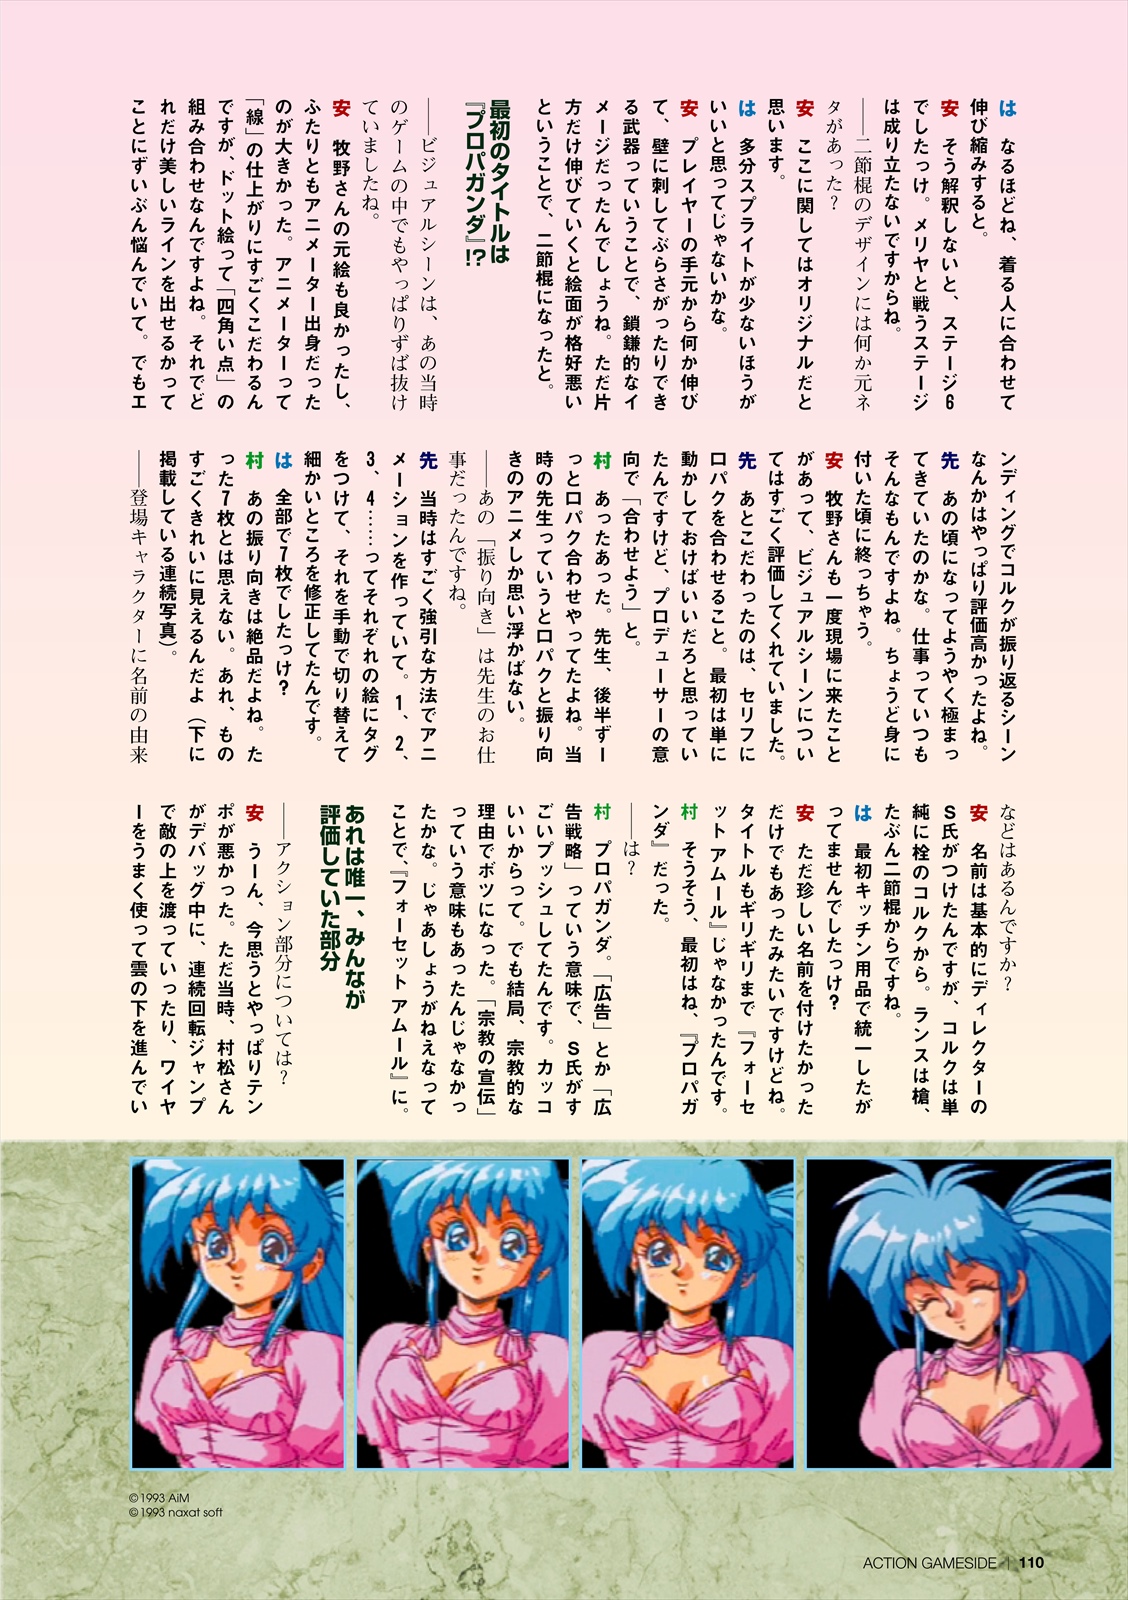 は　なるほどね、着る人に合わせて
伸び縮みすると。
安　そう解釈しないと、ステージ6
でしたっけ。メリヤと戦うステージ
は成り立たないですからね。
――二節棍のデザインには何か元ネ
タがあった？
安　ここに関してはオリジナルだと
思います。
は　多分スプライトが少ないほうが
いいと思ってじゃないかな。
安　プレイヤーの手元から何か伸び
て、壁に刺してぶらさがったりでき
る武器っていうことで、鎖鎌的なイ
メージだったんでしょうね。ただ片
方だけ伸びていくと絵面が格好悪い
ということで、二節棍になったと。
最初のタイトルは
『プロパガンダ』!?
――ビジュアルシーンは、あの当時
のゲームの中でもやっぱりずば抜け
ていましたね。
安　牧野さんの元絵も良かったし、
ふたりともアニメーター出身だった
のが大きかった。アニメーターって
「線」の仕上がりにすごくこだわるん
ですが、ドット絵って「四角い点」の
組み合わせなんですよね。それでど
れだけ美しいラインを出せるかって
ことにずいぶん悩んでいて。でもエ
ンディングでコルクが振り返るシーン
なんかはやっぱり評価高かったよね。
先　あの頃になってようやく極まっ
てきていたのかな。仕事っていつも
そんなもんですよね。ちょうど身に
付いた頃に終っちゃう。
安　牧野さんも一度現場に来たこと
があって、ビジュアルシーンについ
てはすごく評価してくれていました。
先　あとこだわったのは、セリフに
口パクを合わせること。最初は単に
動かしておけばいいだろと思ってい
たんですけど、プロデューサーの意
向で「合わせよう」と。
村　あったあった。先生、後半ずー
っと口パク合わせやってたよね。当
時の先生っていうと口パクと振り向
きのアニメしか思い浮かばない。
――あの「振り向き」は先生のお仕
事だったんですね。
先　当時はすごく強引な方法でアニ
メーションを作っていて。1、2、
3、4……ってそれぞれの絵にタグ
をつけて、それを手動で切り替えて
細かいところを修正してたんです。
は　全部で7枚でしたっけ？
村　あの振り向きは絶品だよね。た
った7枚とは思えない。あれ、もの
すごくきれいに見えるんだよ（下に
掲載している連続写真）。
――登場キャラクターに名前の由来
などはあるんですか？
安　名前は基本的にディレクターの
S氏がつけたんですが、コルクは単
純に栓のコルクから。ランスは槍、
たぶん二節棍からですね。
は　最初キッチン用品で統一したが
ってませんでしたっけ？
安　ただ珍しい名前を付けたかった
だけでもあったみたいですけどね。
タイトルもギリギリまで『フォーセ
ット アムール』じゃなかったんです。
村　そうそう、最初はね、『プロパガ
ンダ』だった。
――は？
村　プロパガンダ。「広告」とか「広
告戦略」っていう意味で、S氏がす
ごいプッシュしてたんです。カッコ
いいからって。でも結局、宗教的な
理由でボツになった。「宗教の宣伝」
っていう意味もあったんじゃなかっ
たかな。じゃあしょうがねえなって
ことで、『フォーセット アムール』に。
あれは唯一、みんなが
評価していた部分
――アクション部分については？
安　うーん、今思うとやっぱりテン
ポが悪かった。ただ当時、村松さん
がデバッグ中に、連続回転ジャンプ
で敵の上を渡っていったり、ワイヤ
ーをうまく使って雲の下を進んでい
©1993 AiM
©1993 naxat soft
ACTION GAMESIDE | 110